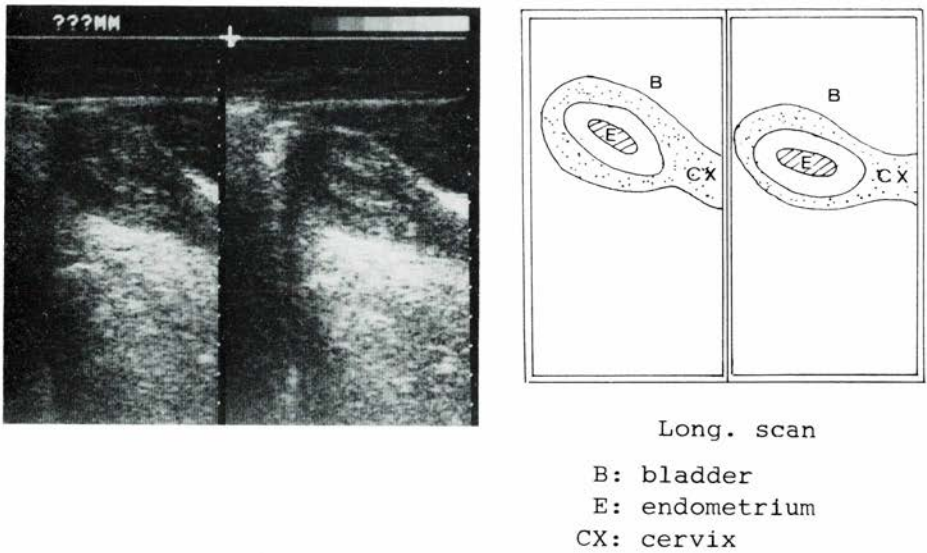 ???MM
B
B
E
E
CX
CX
Long. scan
B: bladder
E: endometrium
CX: cervix